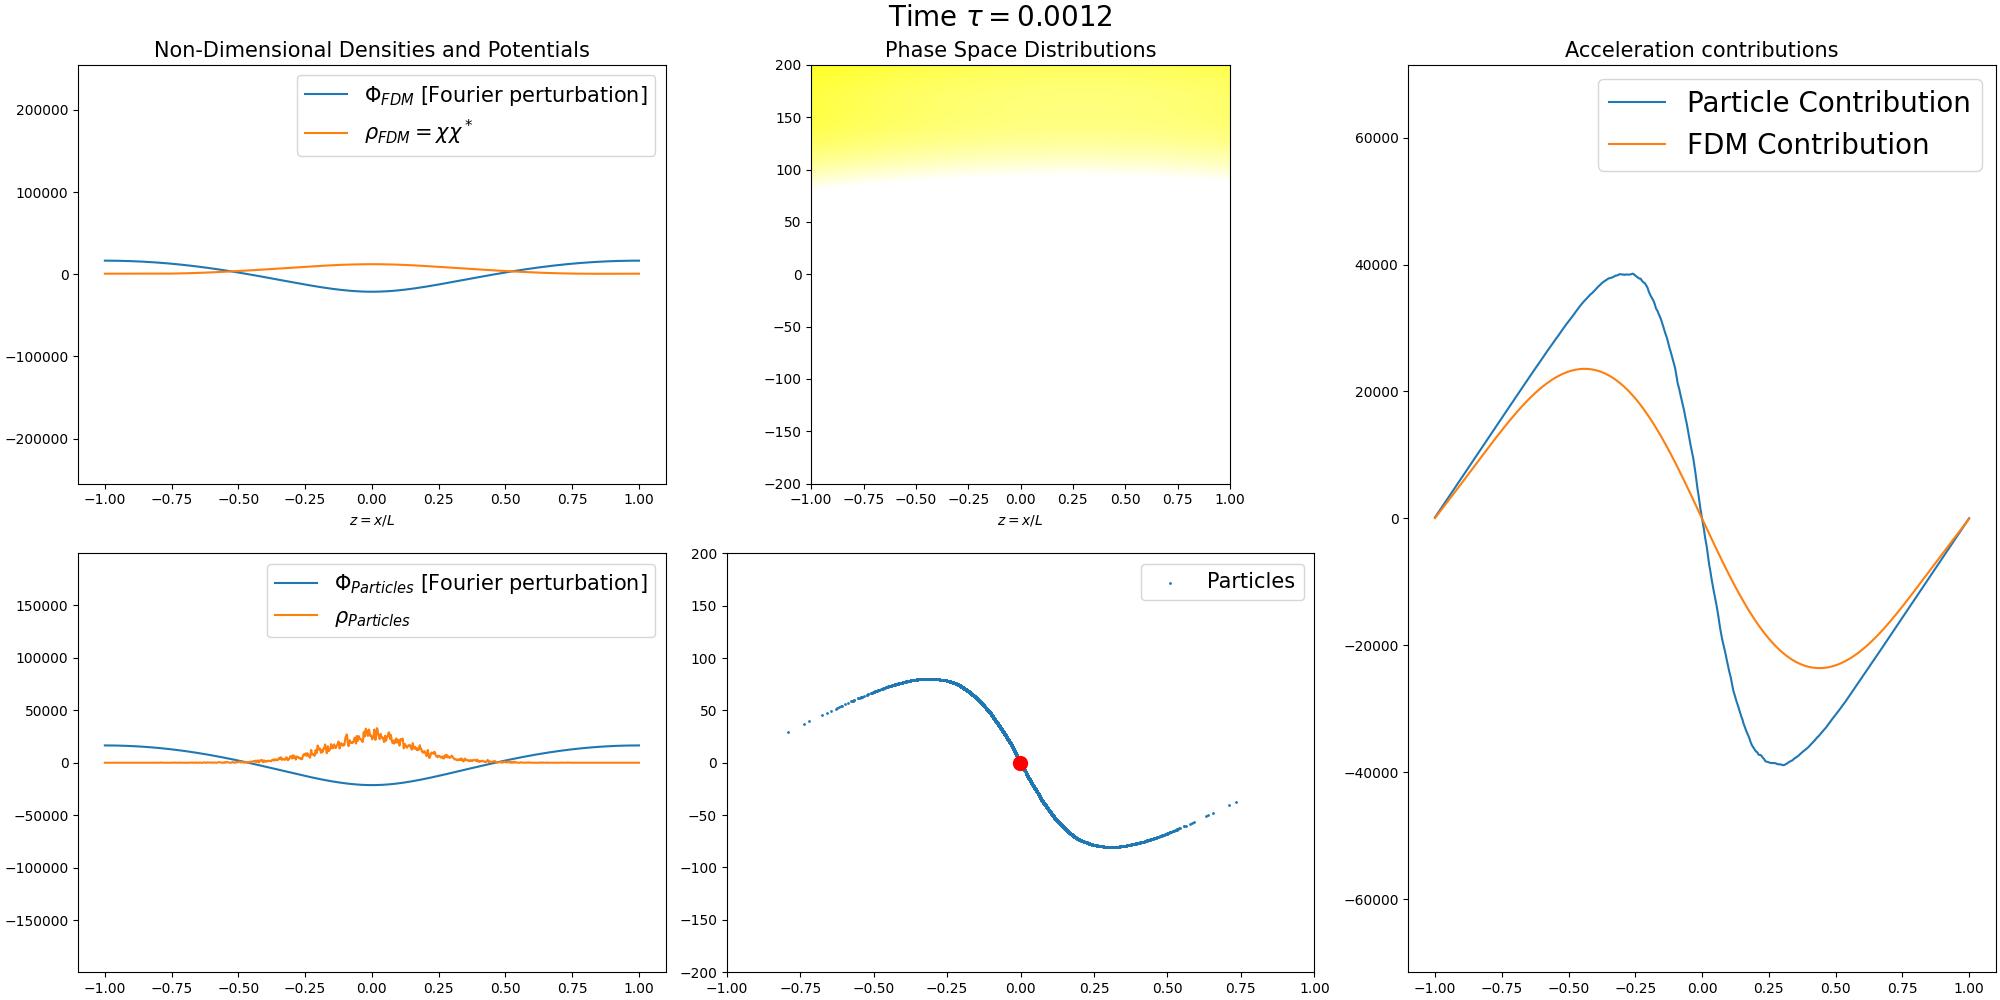 Time τ = 0.0012
Non-Dimensional Densities and Potentials
Φ_FDM [Fourier perturbation]
ρ_FDM = χχ*
200000
100000
0
−100000
−200000
−1.00 −0.75 −0.50 −0.25 0.00 0.25 0.50 0.75 1.00
z = x/L
Phase Space Distributions
200
150
100
50
0
−50
−100
−150
−200
−1.00 −0.75 −0.50 −0.25 0.00 0.25 0.50 0.75 1.00
z = x/L
Acceleration contributions
Particle Contribution
FDM Contribution
60000
40000
20000
0
−20000
−40000
−60000
−1.00 −0.75 −0.50 −0.25 0.00 0.25 0.50 0.75 1.00
Φ_Particles [Fourier perturbation]
ρ_Particles
150000
100000
50000
0
−50000
−100000
−150000
−1.00 −0.75 −0.50 −0.25 0.00 0.25 0.50 0.75 1.00
Particles
200
150
100
50
0
−50
−100
−150
−200
−1.00 −0.75 −0.50 −0.25 0.00 0.25 0.50 0.75 1.00